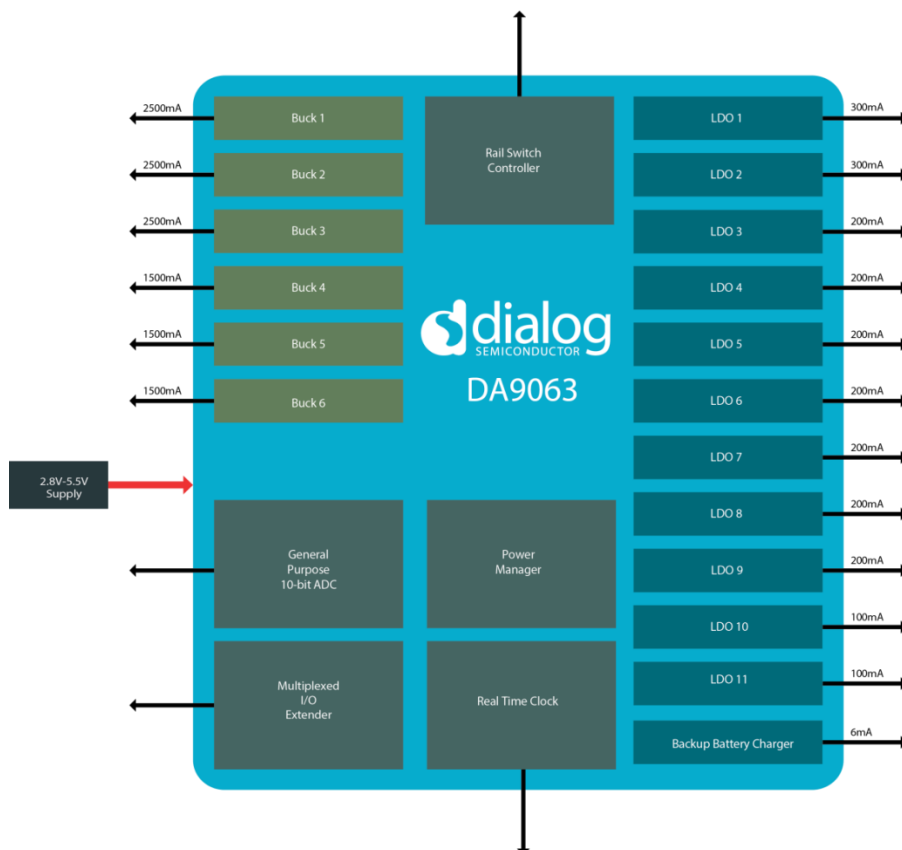 2500mA
Buck 1
2500mA
Buck 2
2500mA
Buck 3
1500mA
Buck 4
1500mA
Buck 5
1500mA
Buck 6
2.8V-5.5V
Supply
General
Purpose
10-bit ADC
Multiplexed
I/O
Extender
Rail Switch
Controller
dialog
SEMICONDUCTOR
DA9063
Power
Manager
Real Time Clock
LDO 1
300mA
LDO 2
300mA
LDO 3
200mA
LDO 4
200mA
LDO 5
200mA
LDO 6
200mA
LDO 7
200mA
LDO 8
200mA
LDO 9
200mA
LDO 10
100mA
LDO 11
100mA
Backup Battery Charger
6mA